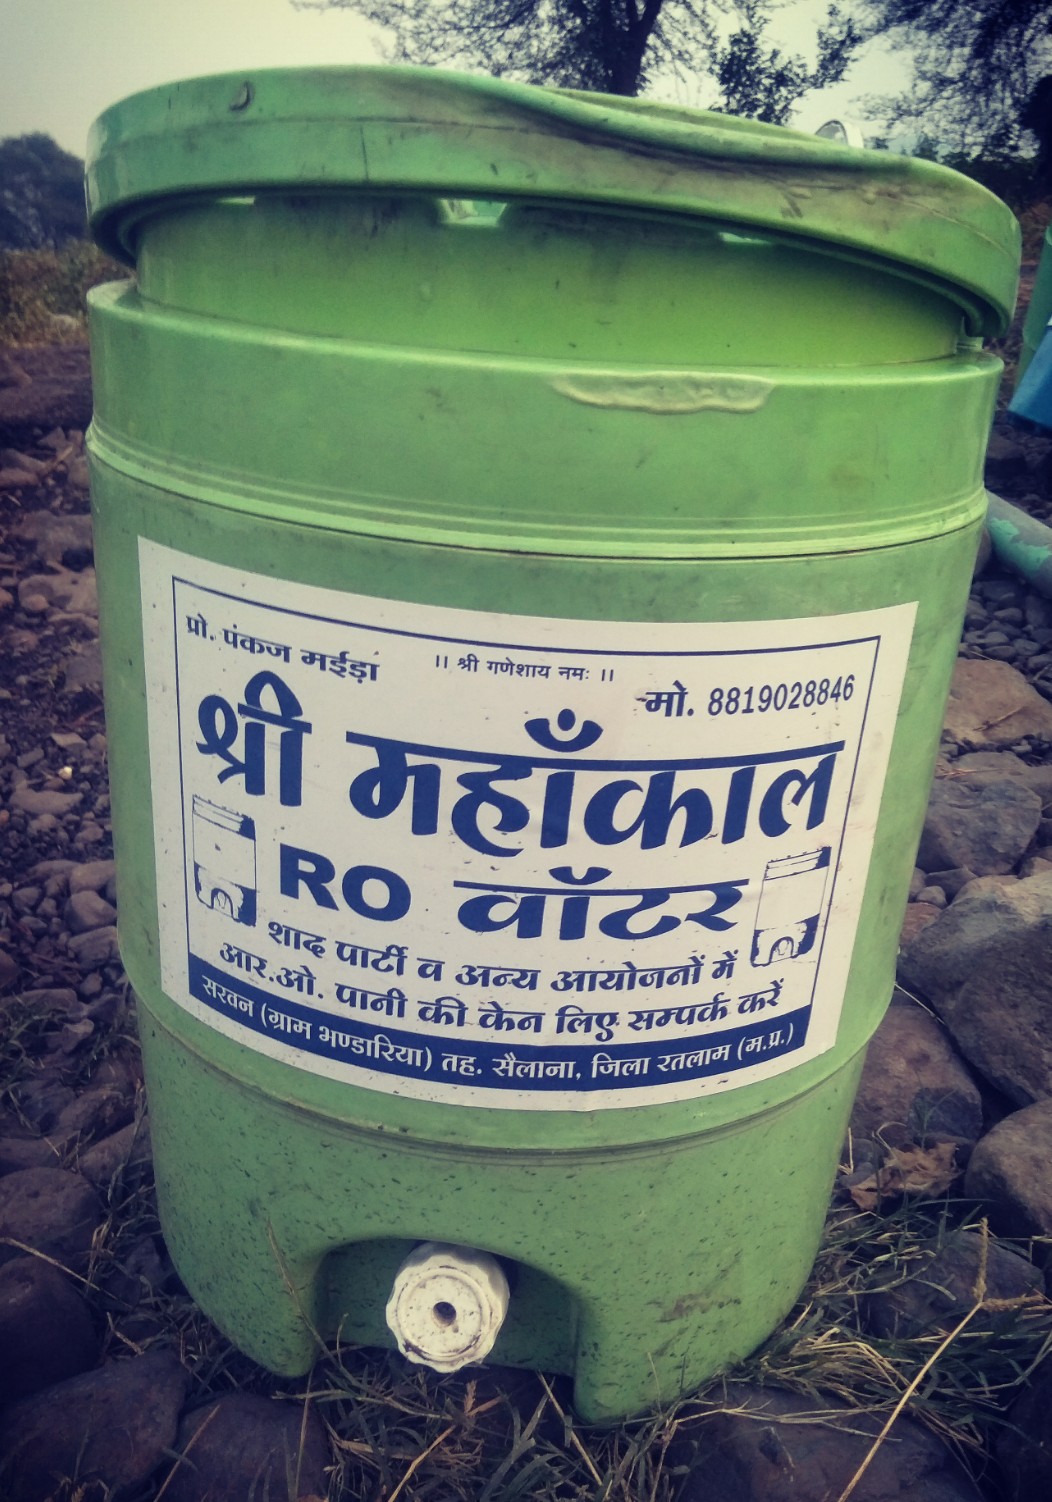 प्रो. पंकज मईड़ा
।। श्री गणेशाय नमः ।।
मो. 8819028846
श्री महाँकाल
RO वॉटर
शाद पार्टी व अन्य आयोजनों में
आर.ओ. पानी की केन लिए सम्पर्क करें
सरवन (ग्राम भण्डारिया) तह. सैलाना, जिला रतलाम (म.प्र.)